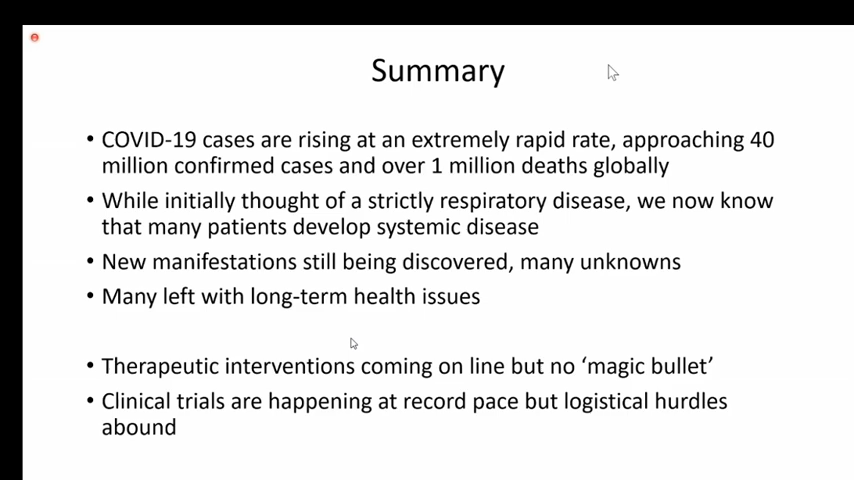 Summary
• COVID-19 cases are rising at an extremely rapid rate, approaching 40
million confirmed cases and over 1 million deaths globally
• While initially thought of a strictly respiratory disease, we now know
that many patients develop systemic disease
• New manifestations still being discovered, many unknowns
• Many left with long-term health issues
• Therapeutic interventions coming on line but no ‘magic bullet’
• Clinical trials are happening at record pace but logistical hurdles
abound